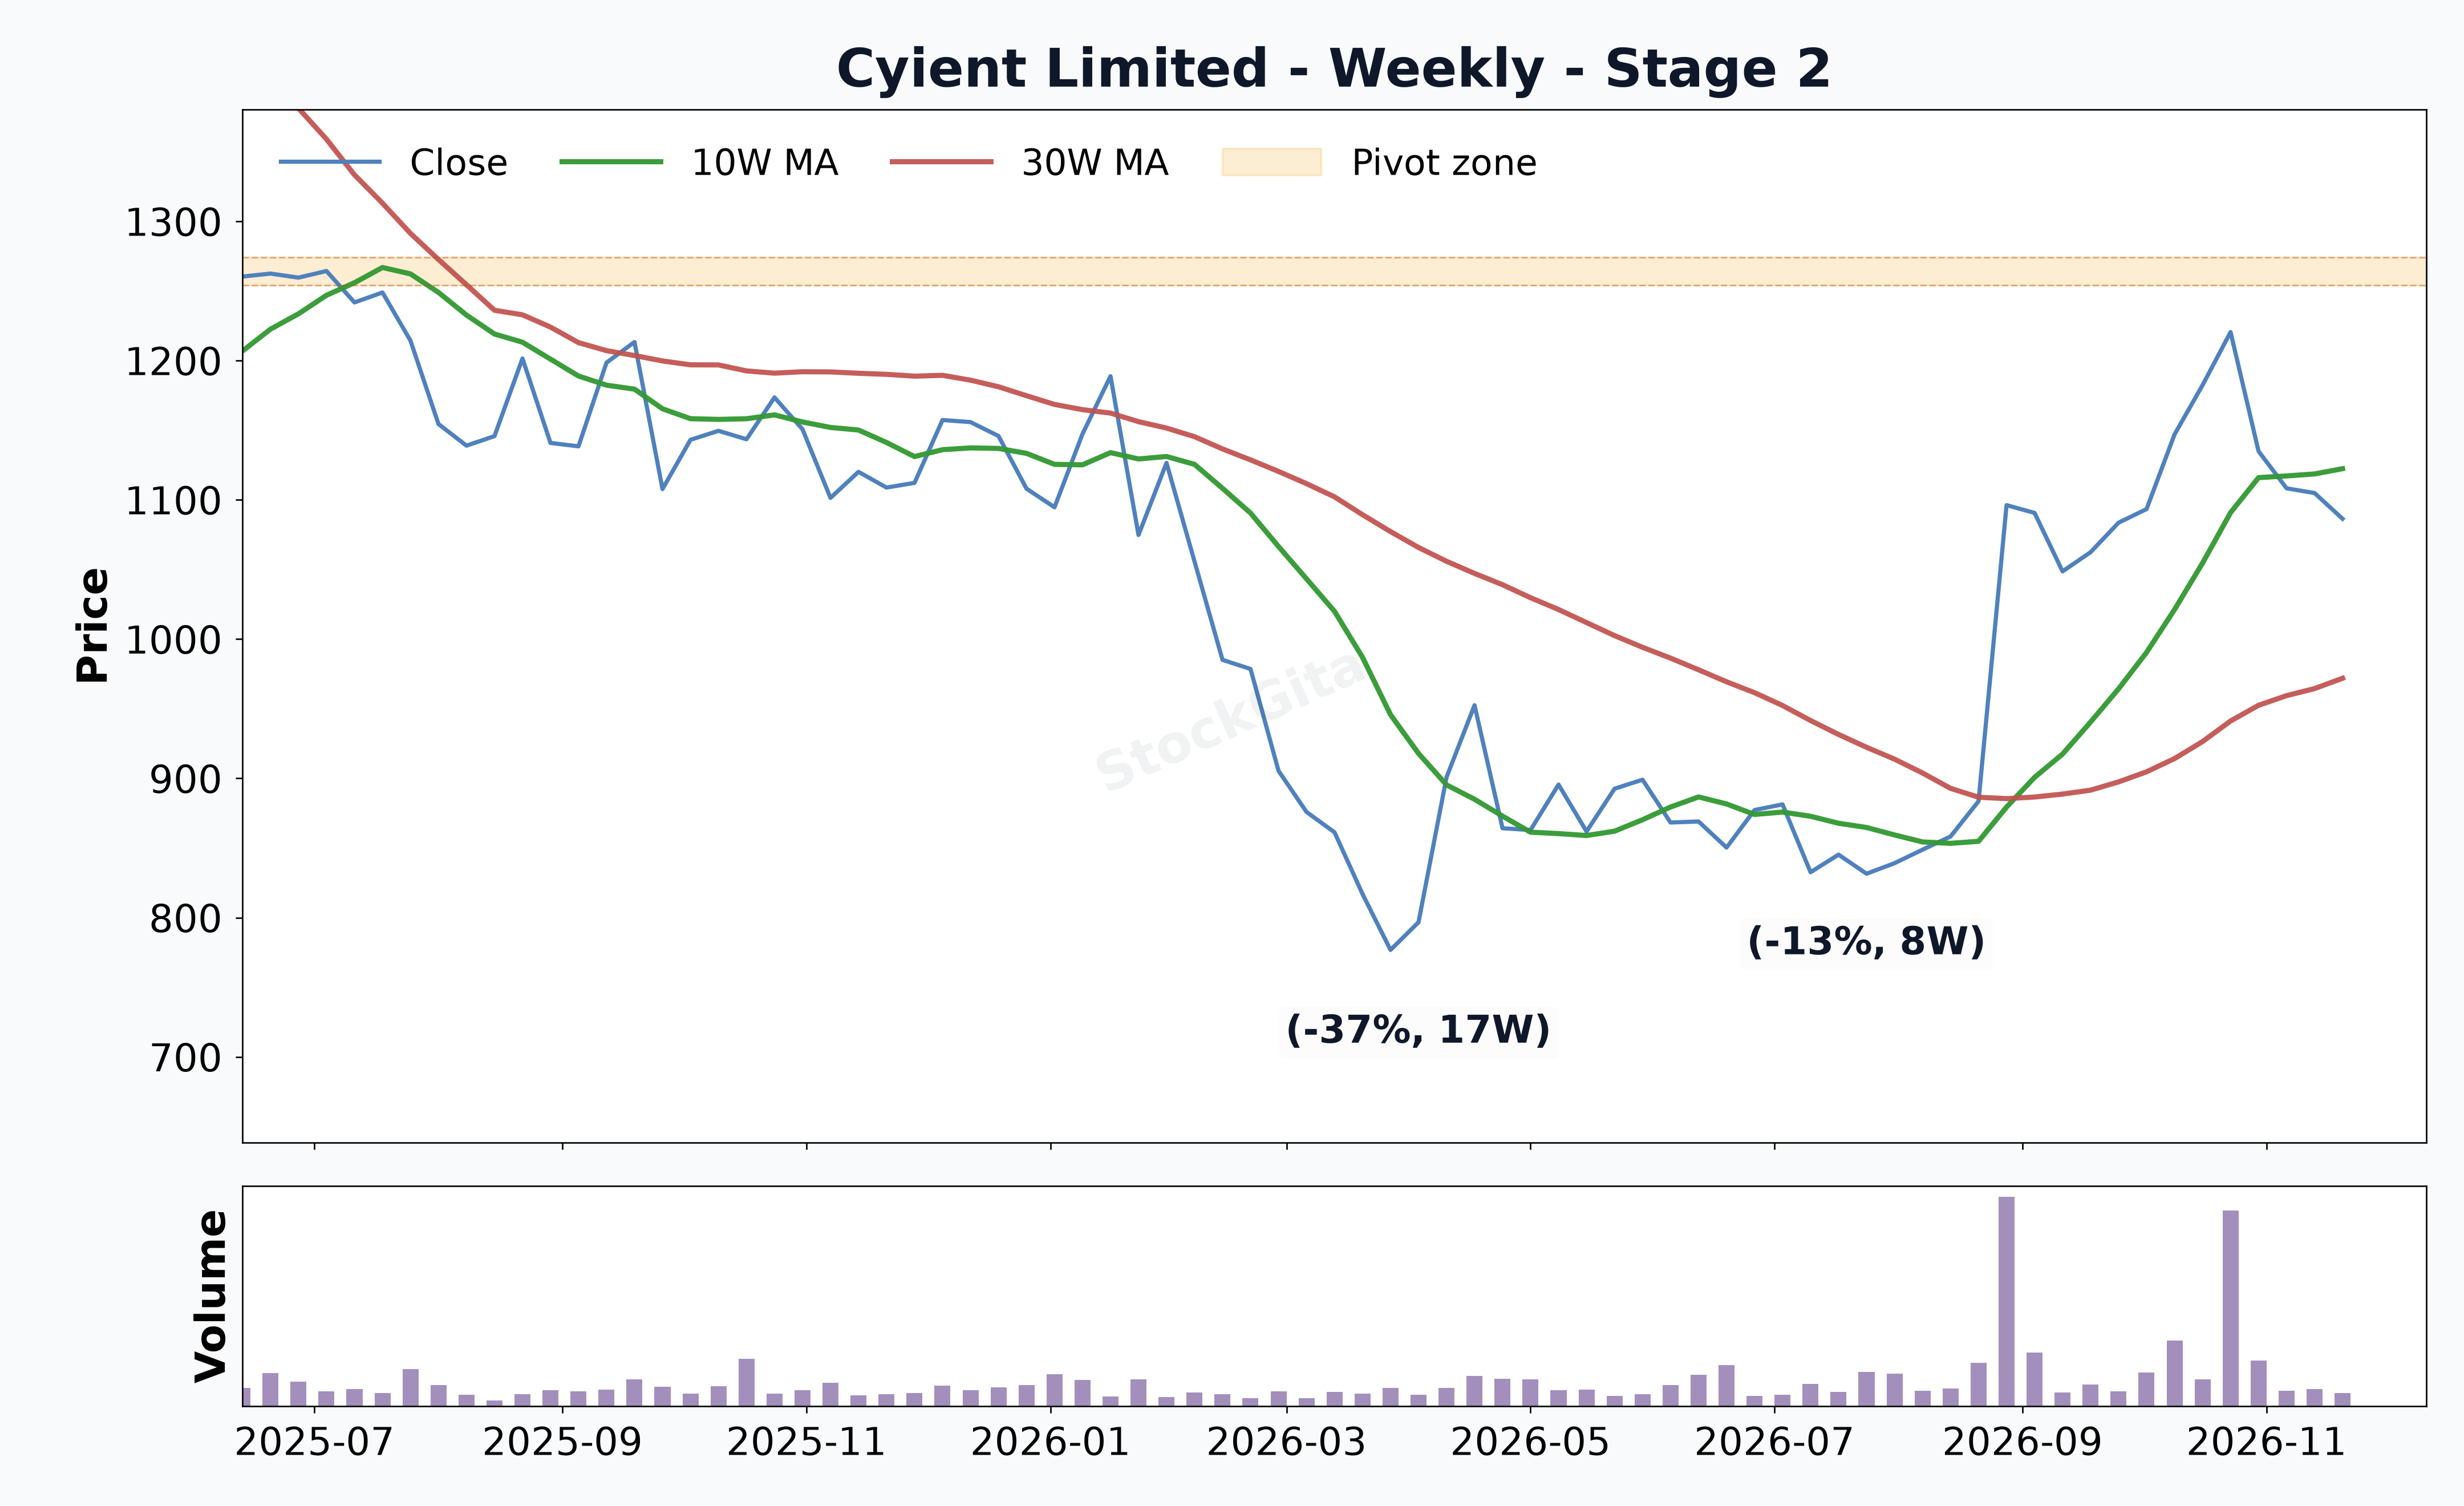 Cyient Limited - Weekly - Stage 2
Close 10W MA 30W MA Pivot zone
Price
1300
1200
1100
1000
900
800
700
StockGita
(-13%, 8W)
(-37%, 17W)
Volume
2025-07 2025-09 2025-11 2026-01 2026-03 2026-05 2026-07 2026-09 2026-11